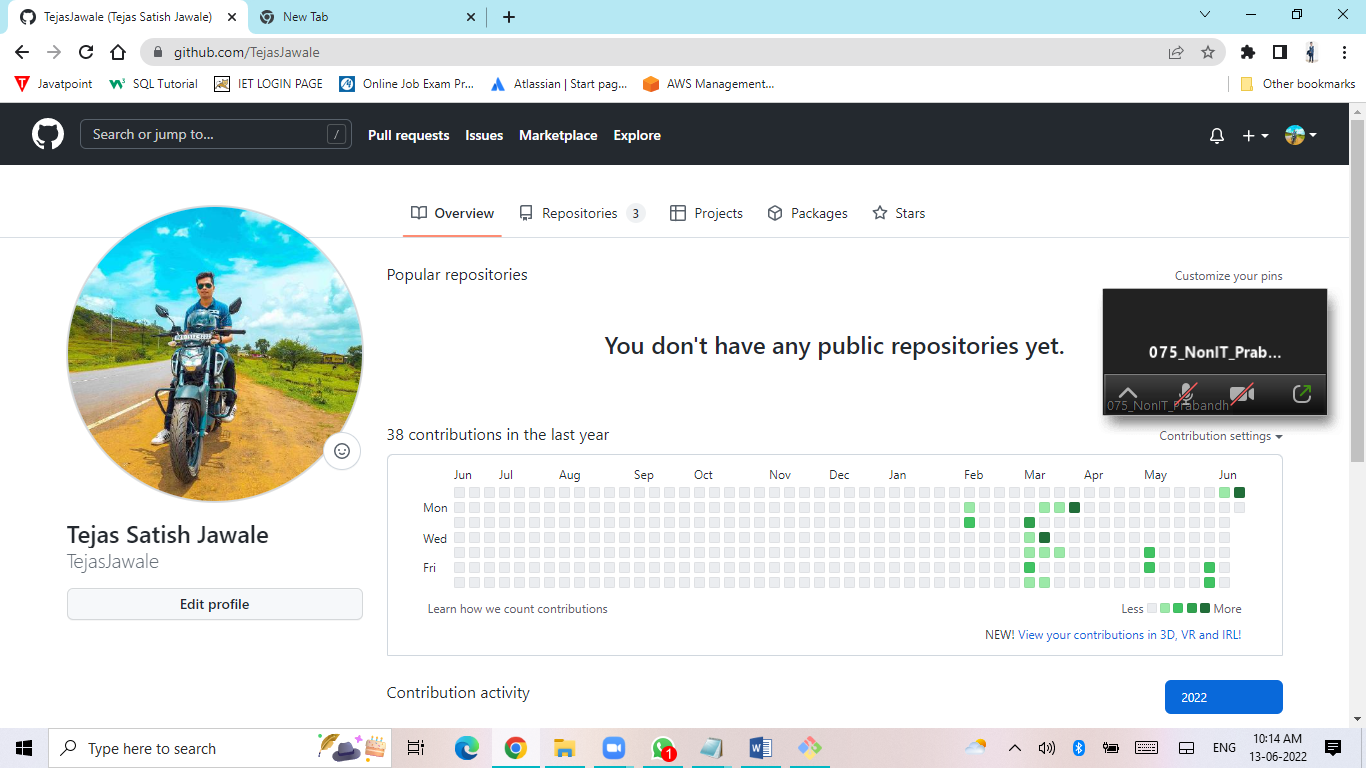 TejasJawale (Tejas Satish Jawale)
New Tab
github.com/TejasJawale
Javatpoint
SQL Tutorial
IET LOGIN PAGE
Online Job Exam Pr...
Atlassian | Start pag...
AWS Management...
Other bookmarks
Search or jump to...
/
Pull requests
Issues
Marketplace
Explore
Overview
Repositories 3
Projects
Packages
Stars
Popular repositories
Customize your pins
You don't have any public repositories yet.
075_NonIT_Prab...
075_NonIT_Prabandh
38 contributions in the last year
Contribution settings
Jun Jul Aug Sep Oct Nov Dec Jan Feb Mar Apr May Jun
Mon
Wed
Fri
Learn how we count contributions
Less More
NEW! View your contributions in 3D, VR and IRL!
Tejas Satish Jawale
TejasJawale
Edit profile
Contribution activity
2022
Type here to search
1
ENG
10:14 AM
13-06-2022